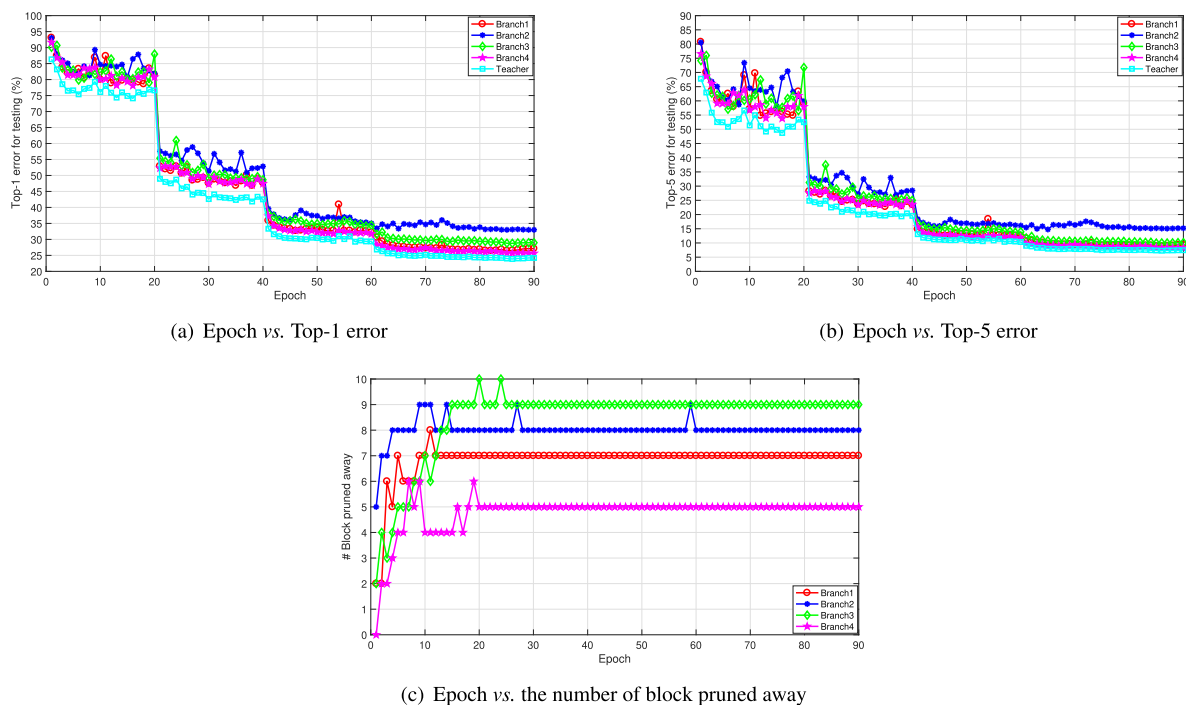 100
95
90
85
80
75
70
65
60
55
50
45
40
35
30
25
20
Top-1 error for testing (%)
0 10 20 30 40 50 60 70 80 90
Epoch
Branch1
Branch2
Branch3
Branch4
Teacher
(a) Epoch vs. Top-1 error
90
85
80
75
70
65
60
55
50
45
40
35
30
25
20
15
10
5
0
Top-5 error for testing (%)
0 10 20 30 40 50 60 70 80 90
Epoch
Branch1
Branch2
Branch3
Branch4
Teacher
(b) Epoch vs. Top-5 error
10
9
8
7
6
5
4
3
2
1
0
# Block pruned away
0 10 20 30 40 50 60 70 80 90
Epoch
Branch1
Branch2
Branch3
Branch4
(c) Epoch vs. the number of block pruned away